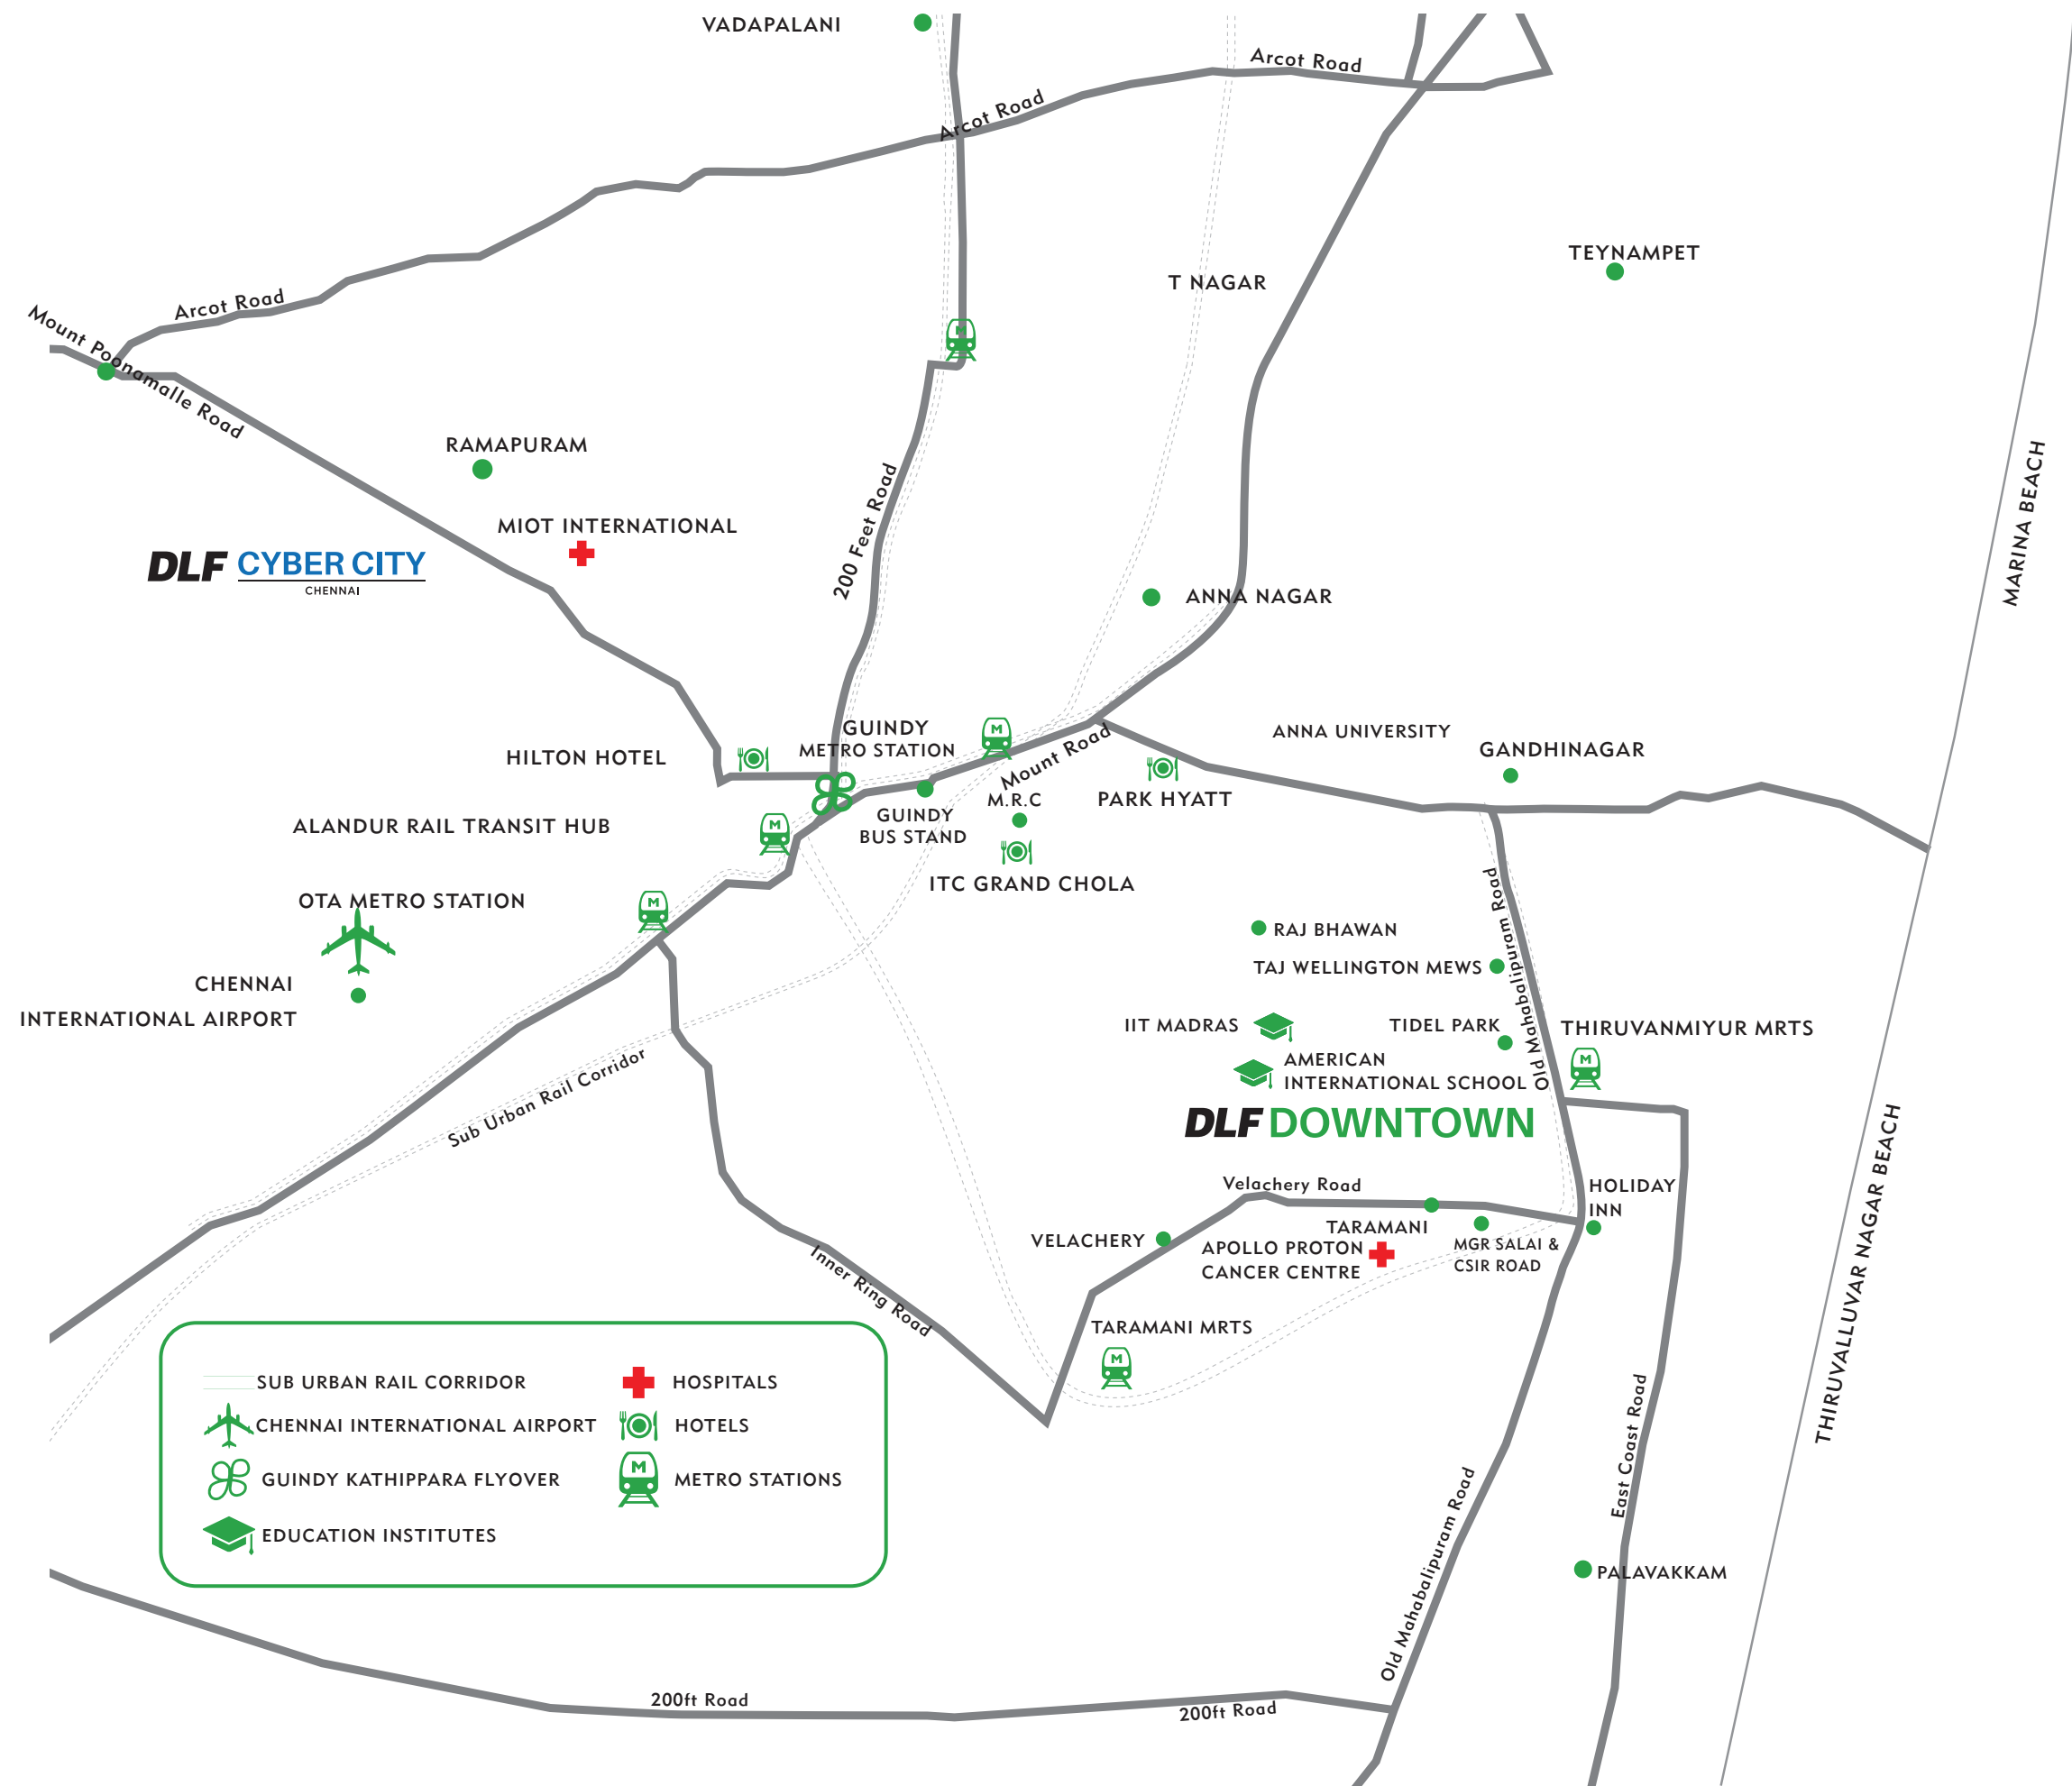 VADAPALANI
Arcot Road
Arcot Road
TEYNAMPET
T NAGAR
Arcot Road
Mount Poonamalle Road
RAMAPURAM
MIOT INTERNATIONAL
DLF CYBER CITY
CHENNAI
200 Feet Road
MARINA BEACH
ANNA NAGAR
GUINDY
METRO STATION
HILTON HOTEL
Mount Road
ANNA UNIVERSITY
GANDHINAGAR
M.R.C
PARK HYATT
GUINDY
BUS STAND
ALANDUR RAIL TRANSIT HUB
ITC GRAND CHOLA
OTA METRO STATION
Old Mahabalipuram Road
RAJ BHAWAN
TAJ WELLINGTON MEWS
CHENNAI
INTERNATIONAL AIRPORT
IIT MADRAS
TIDEL PARK
THIRUVANMIYUR MRTS
AMERICAN
INTERNATIONAL SCHOOL
Sub Urban Rail Corridor
DLF DOWNTOWN
THIRUVALLUVAR NAGAR BEACH
Velachery Road
HOLIDAY
INN
TARAMANI
VELACHERY
APOLLO PROTON
CANCER CENTRE
MGR SALAI &
CSIR ROAD
Inner Ring Road
TARAMANI MRTS
SUB URBAN RAIL CORRIDOR
HOSPITALS
CHENNAI INTERNATIONAL AIRPORT
HOTELS
GUINDY KATHIPPARA FLYOVER
METRO STATIONS
EDUCATION INSTITUTES
East Coast Road
Old Mahabalipuram Road
PALAVAKKAM
200ft Road
200ft Road